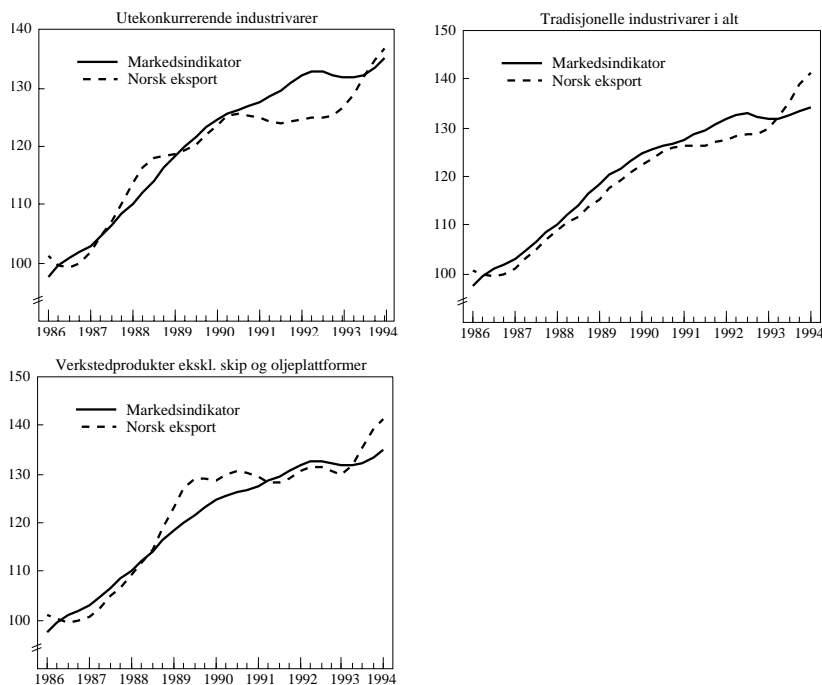 Utekonkurrerende industrivarer
140
Markedsindikator
Norsk eksport
130
120
110
100
1986 1987 1988 1989 1990 1991 1992 1993 1994
Tradisjonelle industrivarer i alt
150
Markedsindikator
140
Norsk eksport
130
120
110
100
1986 1987 1988 1989 1990 1991 1992 1993 1994
Verkstedprodukter ekskl. skip og oljeplattformer
150
Markedsindikator
140
Norsk eksport
130
120
110
100
1986 1987 1988 1989 1990 1991 1992 1993 1994